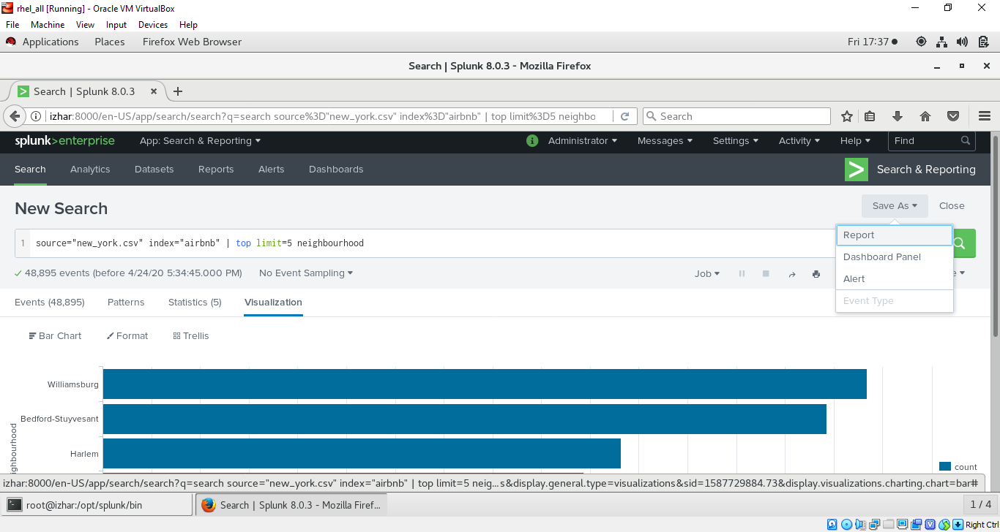 rhel_all [Running] - Oracle VM VirtualBox
File Machine View Input Devices Help
Applications Places Firefox Web Browser Fri 17:37
Search | Splunk 8.0.3 - Mozilla Firefox
Search | Splunk 8.0.3
izhar:8000/en-US/app/search/search?q=search source%3D"new_york.csv" index%3D"airbnb" | top limit%3D5 neighbo Search
splunk>enterprise App: Search & Reporting Administrator Messages Settings Activity Help Find
Search Analytics Datasets Reports Alerts Dashboards Search & Reporting
New Search Save As Close
1 source="new_york.csv" index="airbnb" | top limit=5 neighbourhood
Report
Dashboard Panel
Alert
Event Type
48,895 events (before 4/24/20 5:34:45.000 PM) No Event Sampling Job
Events (48,895) Patterns Statistics (5) Visualization
Bar Chart Format Trellis
Williamsburg
Bedford-Stuyvesant
Harlem
ghbourhood
count
izhar:8000/en-US/app/search/search?q=search source="new_york.csv" index="airbnb" | top limit=5 neig...s&display.general.type=visualizations&sid=1587729884.73&display.visualizations.charting.chart=bar#
root@izhar:/opt/splunk/bin Search | Splunk 8.0.3 - Mozilla Firef... 1 / 4
Right Ctrl